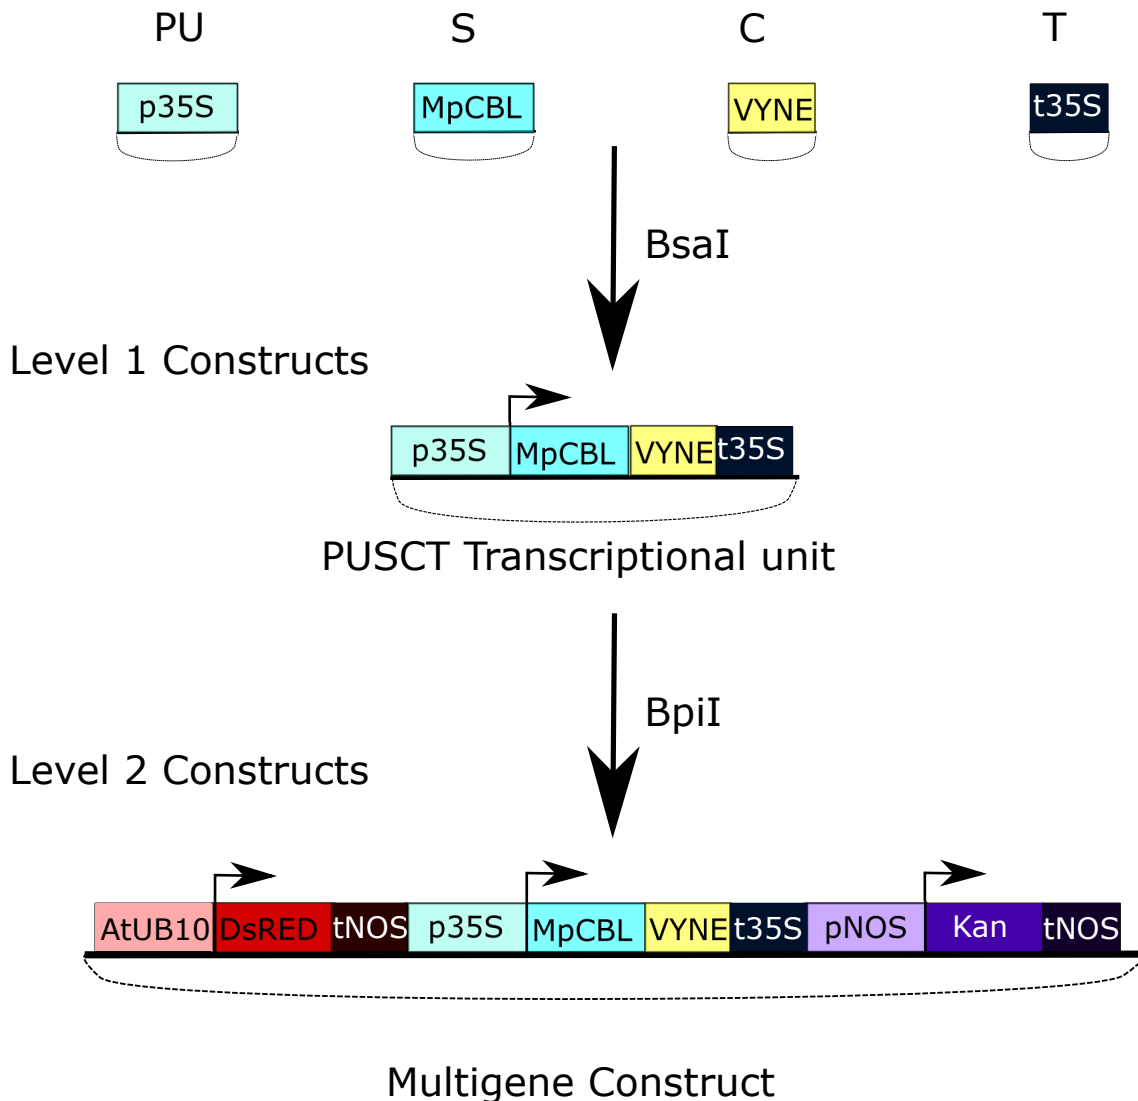 PU S C T
p35S MpCBL VYNE t35S
BsaI
Level 1 Constructs
p35S MpCBL VYNE t35S
PUSCT Transcriptional unit
BpiI
Level 2 Constructs
AtUB10 DsRED tNOS p35S MpCBL VYNE t35S pNOS Kan tNOS
Multigene Construct